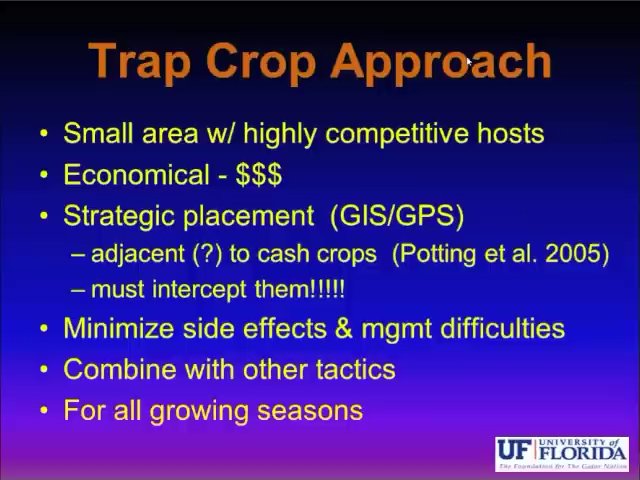 Trap Crop Approach
• Small area w/ highly competitive hosts
• Economical - $$$
• Strategic placement (GIS/GPS)
– adjacent (?) to cash crops (Potting et al. 2005)
– must intercept them!!!!!
• Minimize side effects & mgmt difficulties
• Combine with other tactics
• For all growing seasons
UF UNIVERSITY of
FLORIDA
The Foundation for The Gator Nation